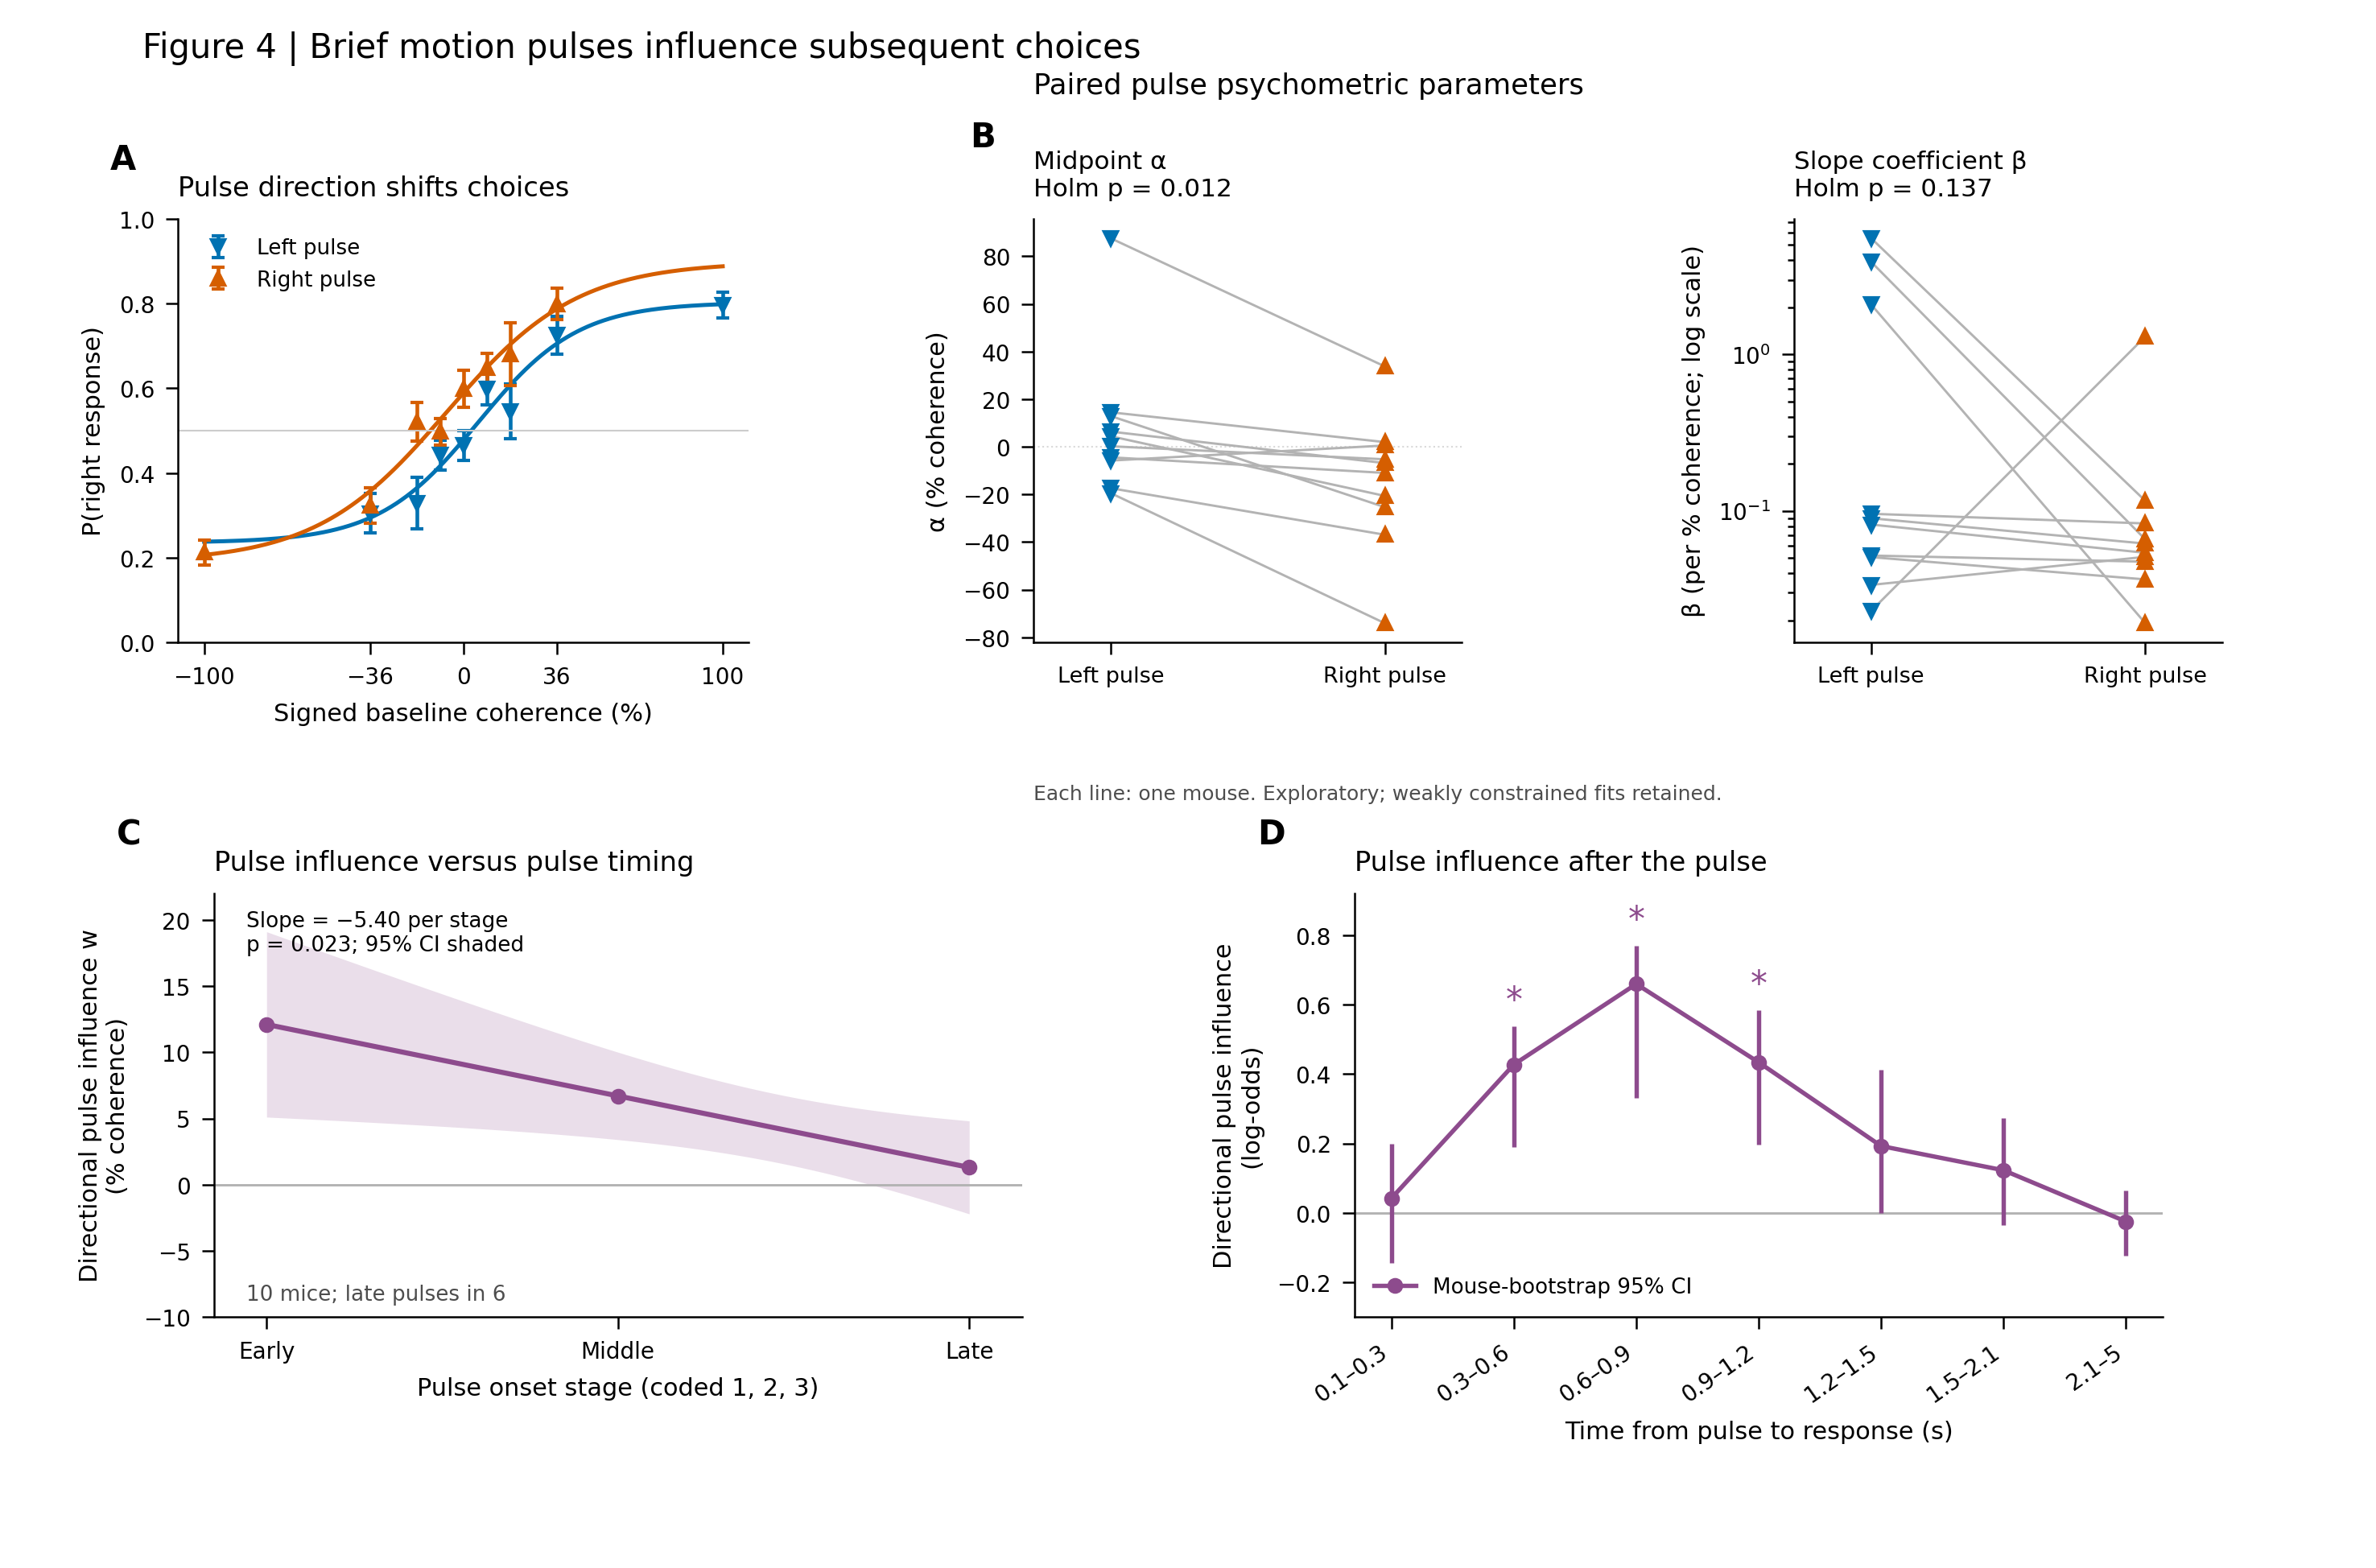 Figure 4 | Brief motion pulses influence subsequent choices
Paired pulse psychometric parameters
A
Pulse direction shifts choices
Left pulse
Right pulse
1.0
0.8
0.6
0.4
0.2
0.0
P(right response)
−100
−36
0
36
100
Signed baseline coherence (%)
B
Midpoint α
Holm p = 0.012
80
60
40
20
0
−20
−40
−60
−80
α (% coherence)
Left pulse
Right pulse
Slope coefficient β
Holm p = 0.137
10⁰
10⁻¹
β (per % coherence; log scale)
Left pulse
Right pulse
Each line: one mouse. Exploratory; weakly constrained fits retained.
C
Pulse influence versus pulse timing
Slope = −5.40 per stage
p = 0.023; 95% CI shaded
20
15
10
5
0
−5
−10
Directional pulse influence w
(% coherence)
10 mice; late pulses in 6
Early
Middle
Late
Pulse onset stage (coded 1, 2, 3)
D
Pulse influence after the pulse
*
*
*
0.8
0.6
0.4
0.2
0.0
−0.2
Directional pulse influence
(log-odds)
Mouse-bootstrap 95% CI
0.1–0.3
0.3–0.6
0.6–0.9
0.9–1.2
1.2–1.5
1.5–2.1
2.1–5
Time from pulse to response (s)